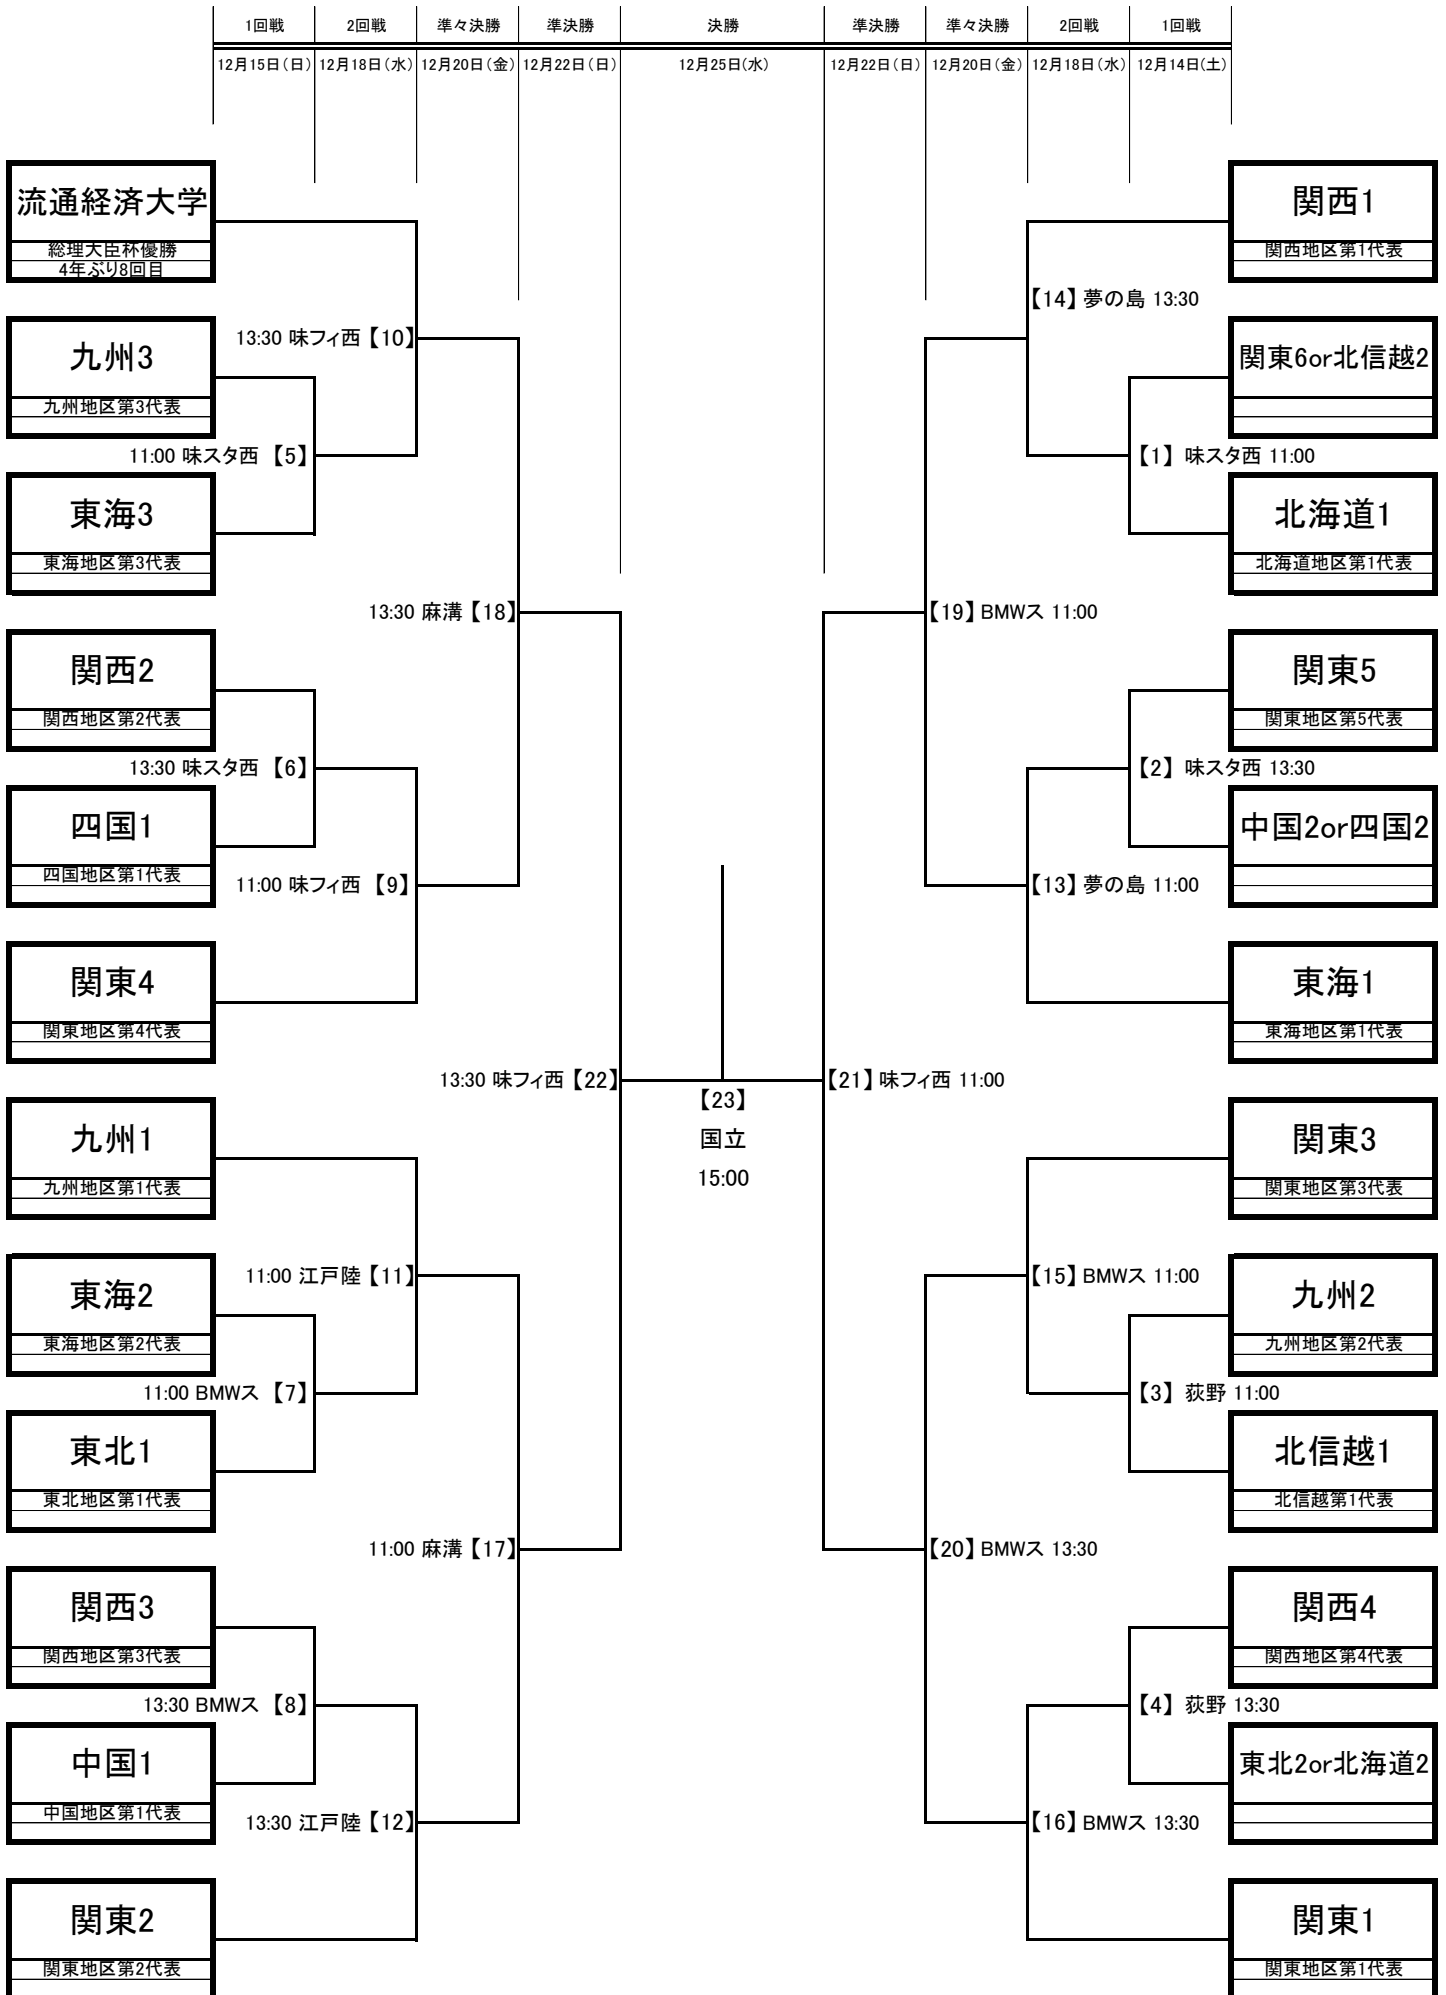 1回戦 2回戦 準々決勝 準決勝 決勝 準決勝 準々決勝 2回戦 1回戦
12月15日(日) 12月18日(水) 12月20日(金) 12月22日(日) 12月25日(水) 12月22日(日) 12月20日(金) 12月18日(水) 12月14日(土)
流通経済大学
総理大臣杯優勝
4年ぶり8回目
13:30 味フィ西【10】
九州3
九州地区第3代表
11:00 味スタ西 【5】
東海3
東海地区第3代表
13:30 麻溝【18】
関西2
関西地区第2代表
13:30 味スタ西 【6】
四国1
四国地区第1代表
11:00 味フィ西 【9】
関東4
関東地区第4代表
13:30 味フィ西【22】
九州1
九州地区第1代表
11:00 江戸陸【11】
東海2
東海地区第2代表
11:00 BMWス 【7】
東北1
東北地区第1代表
11:00 麻溝【17】
関西3
関西地区第3代表
13:30 BMWス 【8】
中国1
中国地区第1代表
13:30 江戸陸【12】
関東2
関東地区第2代表
【23】
国立
15:00
関西1
関西地区第1代表
【14】夢の島 13:30
関東6or北信越2
【1】 味スタ西 11:00
北海道1
北海道地区第1代表
【19】BMWス 11:00
関東5
関東地区第5代表
【2】 味スタ西 13:30
中国2or四国2
【13】夢の島 11:00
東海1
東海地区第1代表
【21】味フィ西 11:00
関東3
関東地区第3代表
【15】BMWス 11:00
九州2
九州地区第2代表
【3】 荻野 11:00
北信越1
北信越第1代表
【20】BMWス 13:30
関西4
関西地区第4代表
【4】 荻野 13:30
東北2or北海道2
【16】BMWス 13:30
関東1
関東地区第1代表